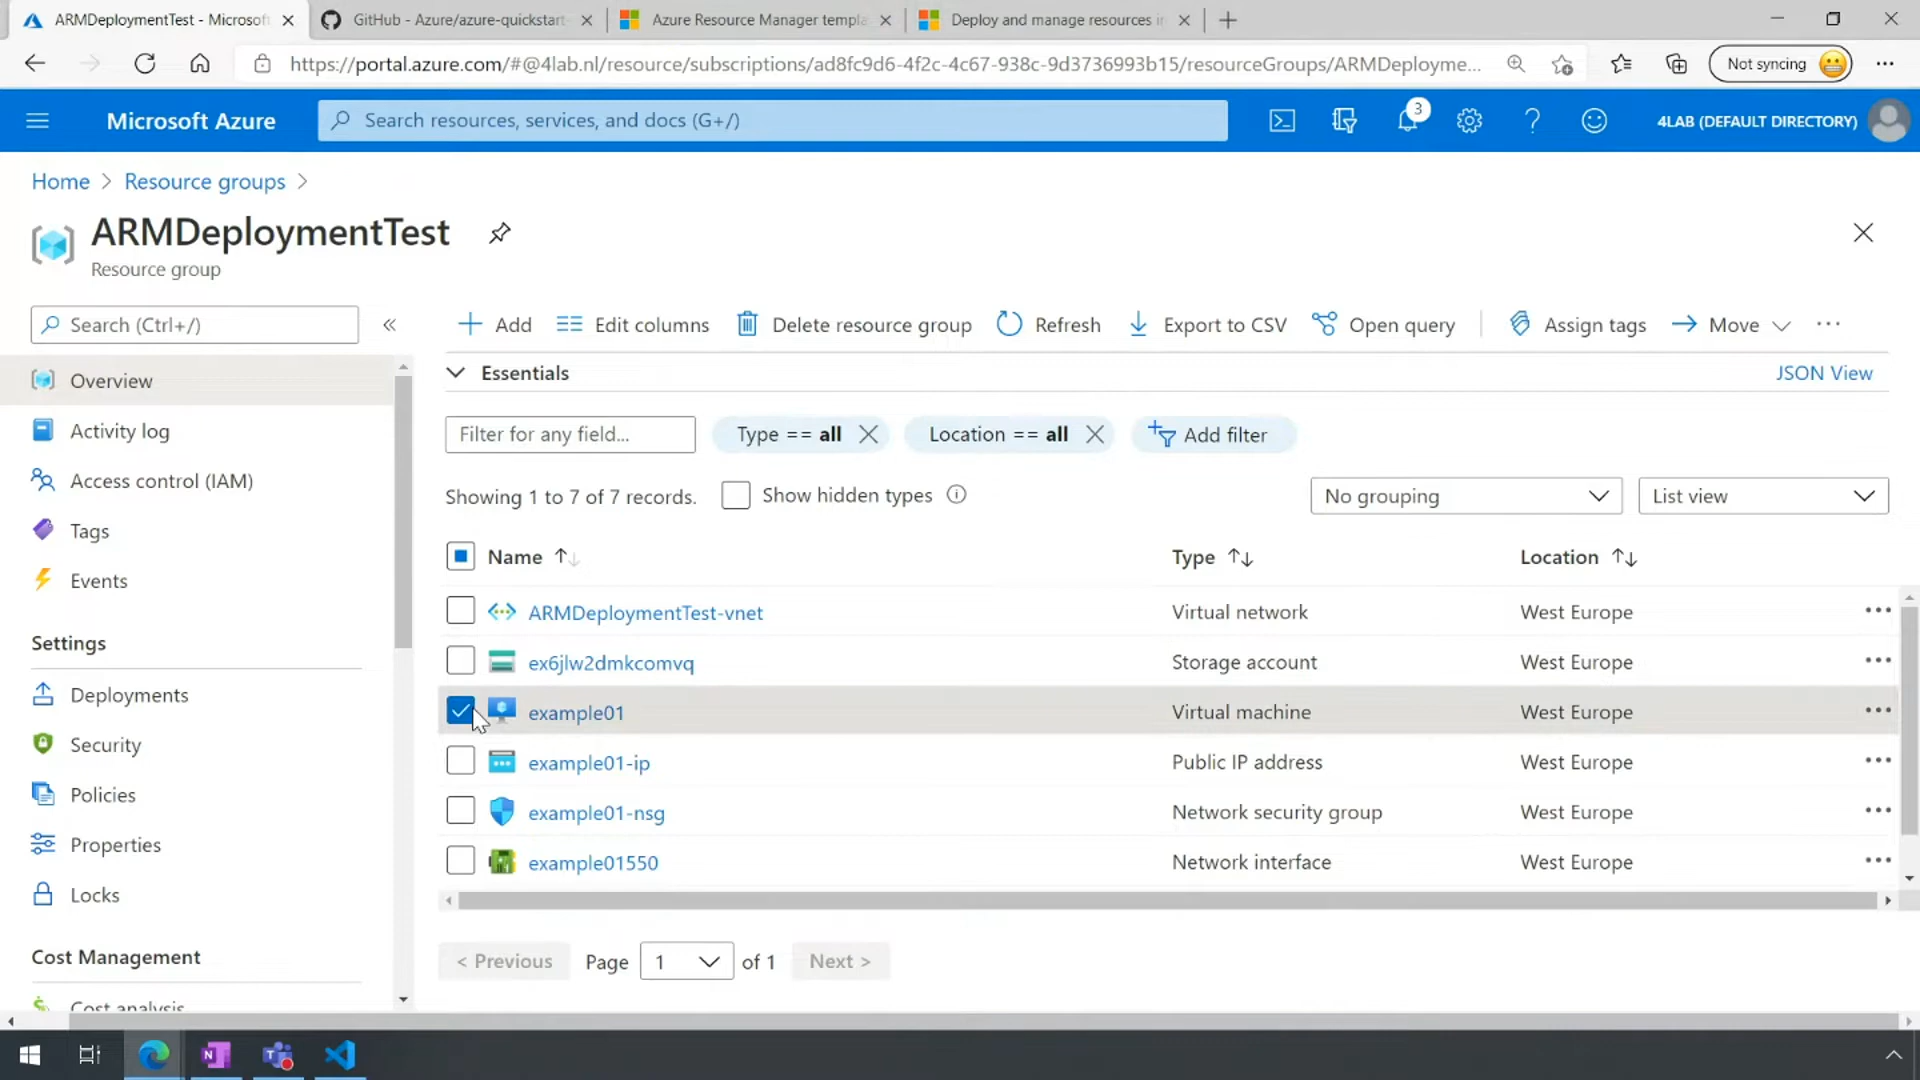 ARMDeploymentTest - Microsoft
GitHub - Azure/azure-quickstart-
Azure Resource Manager templa
Deploy and manage resources in
https://portal.azure.com/#@4lab.nl/resource/subscriptions/ad8fc9d6-4f2c-4c67-938c-9d3736993b15/resourceGroups/ARMDeployme...
Not syncing
Microsoft Azure
Search resources, services, and docs (G+/)
3
4LAB (DEFAULT DIRECTORY)
Home > Resource groups >
ARMDeploymentTest
Resource group
Search (Ctrl+/)
Add
Edit columns
Delete resource group
Refresh
Export to CSV
Open query
Assign tags
Move
Overview
Activity log
Access control (IAM)
Tags
Events
Settings
Deployments
Security
Policies
Properties
Locks
Cost Management
Cost analysis
Essentials
JSON View
Filter for any field...
Type == all
Location == all
Add filter
Showing 1 to 7 of 7 records.
Show hidden types
No grouping
List view
Name
Type
Location
ARMDeploymentTest-vnet Virtual network West Europe
ex6jlw2dmkcomvq Storage account West Europe
example01 Virtual machine West Europe
example01-ip Public IP address West Europe
example01-nsg Network security group West Europe
example01550 Network interface West Europe
< Previous
Page 1 of 1
Next >